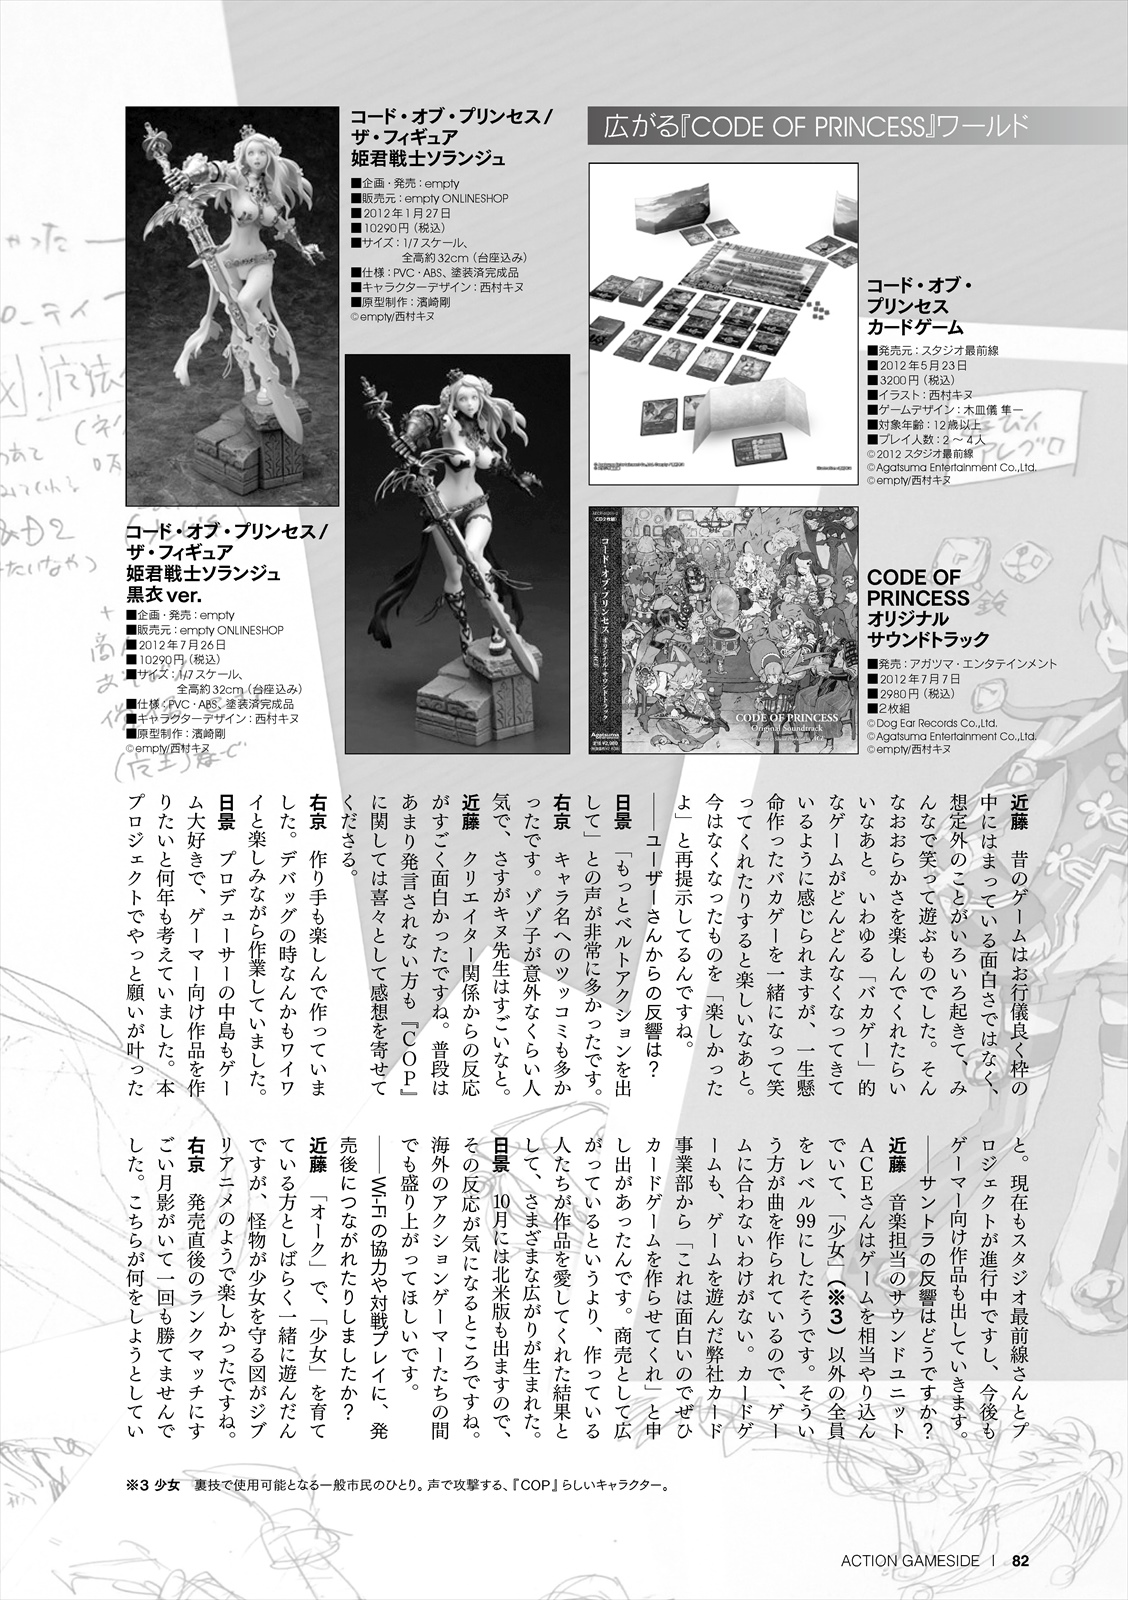 広がる『CODE OF PRINCESS』ワールド
コード・オブ・プリンセス/
ザ・フィギュア
姫君戦士ソランジュ
■企画・発売：empty
■販売元：empty ONLINESHOP
■2012年1月27日
■10290円（税込）
■サイズ：1/7スケール、
全高約32cm（台座込み）
■仕様：PVC・ABS、塗装済完成品
■キャラクターデザイン：西村キヌ
■原型制作：濱崎剛
©empty/西村キヌ
コード・オブ・プリンセス/
ザ・フィギュア
姫君戦士ソランジュ
黒衣ver.
■企画・発売：empty
■販売元：empty ONLINESHOP
■2012年7月26日
■10290円（税込）
■サイズ：1/7スケール、
全高約32cm（台座込み）
■仕様：PVC・ABS、塗装済完成品
■キャラクターデザイン：西村キヌ
■原型制作：濱崎剛
©empty/西村キヌ
コード・オブ・
プリンセス
カードゲーム
■発売元：スタジオ最前線
■2012年5月23日
■3200円（税込）
■イラスト：西村キヌ
■ゲームデザイン：木皿儀 隼一
■対象年齢：12歳以上
■プレイ人数：2～4人
©2012 スタジオ最前線
©Agatsuma Entertainment Co.,Ltd.
©empty/西村キヌ
CD2枚組
コード・オブ・プリンセス オリジナル・サウンドトラック
CODE OF PRINCESS
Original Soundtrack
Agatsuma
CODE OF
PRINCESS
オリジナル
サウンドトラック
■発売：アガツマ・エンタテインメント
■2012年7月7日
■2980円（税込）
■2枚組
©Dog Ear Records Co.,Ltd.
©Agatsuma Entertainment Co.,Ltd.
©empty/西村キヌ
近藤　昔のゲームはお行儀良く枠の
中にはまっている面白さではなく、
想定外のことがいろいろ起きて、み
んなで笑って遊ぶものでした。そん
なおおらかさを楽しんでくれたらい
いなあと。いわゆる「バカゲー」的
なゲームがどんどんなくなってきて
いるように感じられますが、一生懸
命作ったバカゲーを一緒になって笑
ってくれたりすると楽しいなあと。
今はなくなったものを「楽しかった
よ」と再提示してるんですね。
――ユーザーさんからの反響は？
日景　「もっとベルトアクションを出
して」との声が非常に多かったです。
右京　キャラ名へのツッコミも多か
ったです。ゾゾ子が意外なくらい人
気で、さすがキヌ先生はすごいなと。
近藤　クリエイター関係からの反応
がすごく面白かったですね。普段は
あまり発言されない方も『COP』
に関しては喜々として感想を寄せて
くださる。
右京　作り手も楽しんで作っていま
した。デバッグの時なんかもワイワ
イと楽しみながら作業していました。
日景　プロデューサーの中島もゲー
ム大好きで、ゲーマー向け作品を作
りたいと何年も考えていました。本
プロジェクトでやっと願いが叶った
と。現在もスタジオ最前線さんとプ
ロジェクトが進行中ですし、今後も
ゲーマー向け作品も出していきます。
――サントラの反響はどうですか？
近藤　音楽担当のサウンドユニット
ACEさんはゲームを相当やり込ん
でいて、「少女」（※3）以外の全員
をレベル99にしたそうです。そうい
う方が曲を作られているので、ゲー
ムに合わないわけがない。カードゲ
ームも、ゲームを遊んだ弊社カード
事業部から「これは面白いのでぜひ
カードゲームを作らせてくれ」と申
し出があったんです。商売として広
がっているというより、作っている
人たちが作品を愛してくれた結果と
して、さまざまな広がりが生まれた。
日景　10月には北米版も出ますので、
その反応が気になるところですね。
海外のアクションゲーマーたちの間
でも盛り上がってほしいです。
――Wi-Fiの協力や対戦プレイに、発
売後につながれたりしましたか？
近藤　「オーク」で、「少女」を育て
ている方としばらく一緒に遊んだん
ですが、怪物が少女を守る図がジブ
リアニメのようで楽しかったですね。
右京　発売直後のランクマッチにす
ごい月影がいて一回も勝てませんで
した。こちらが何をしようとしてい
※3 少女　裏技で使用可能となる一般市民のひとり。声で攻撃する、『COP』らしいキャラクター。
ACTION GAMESIDE | 82